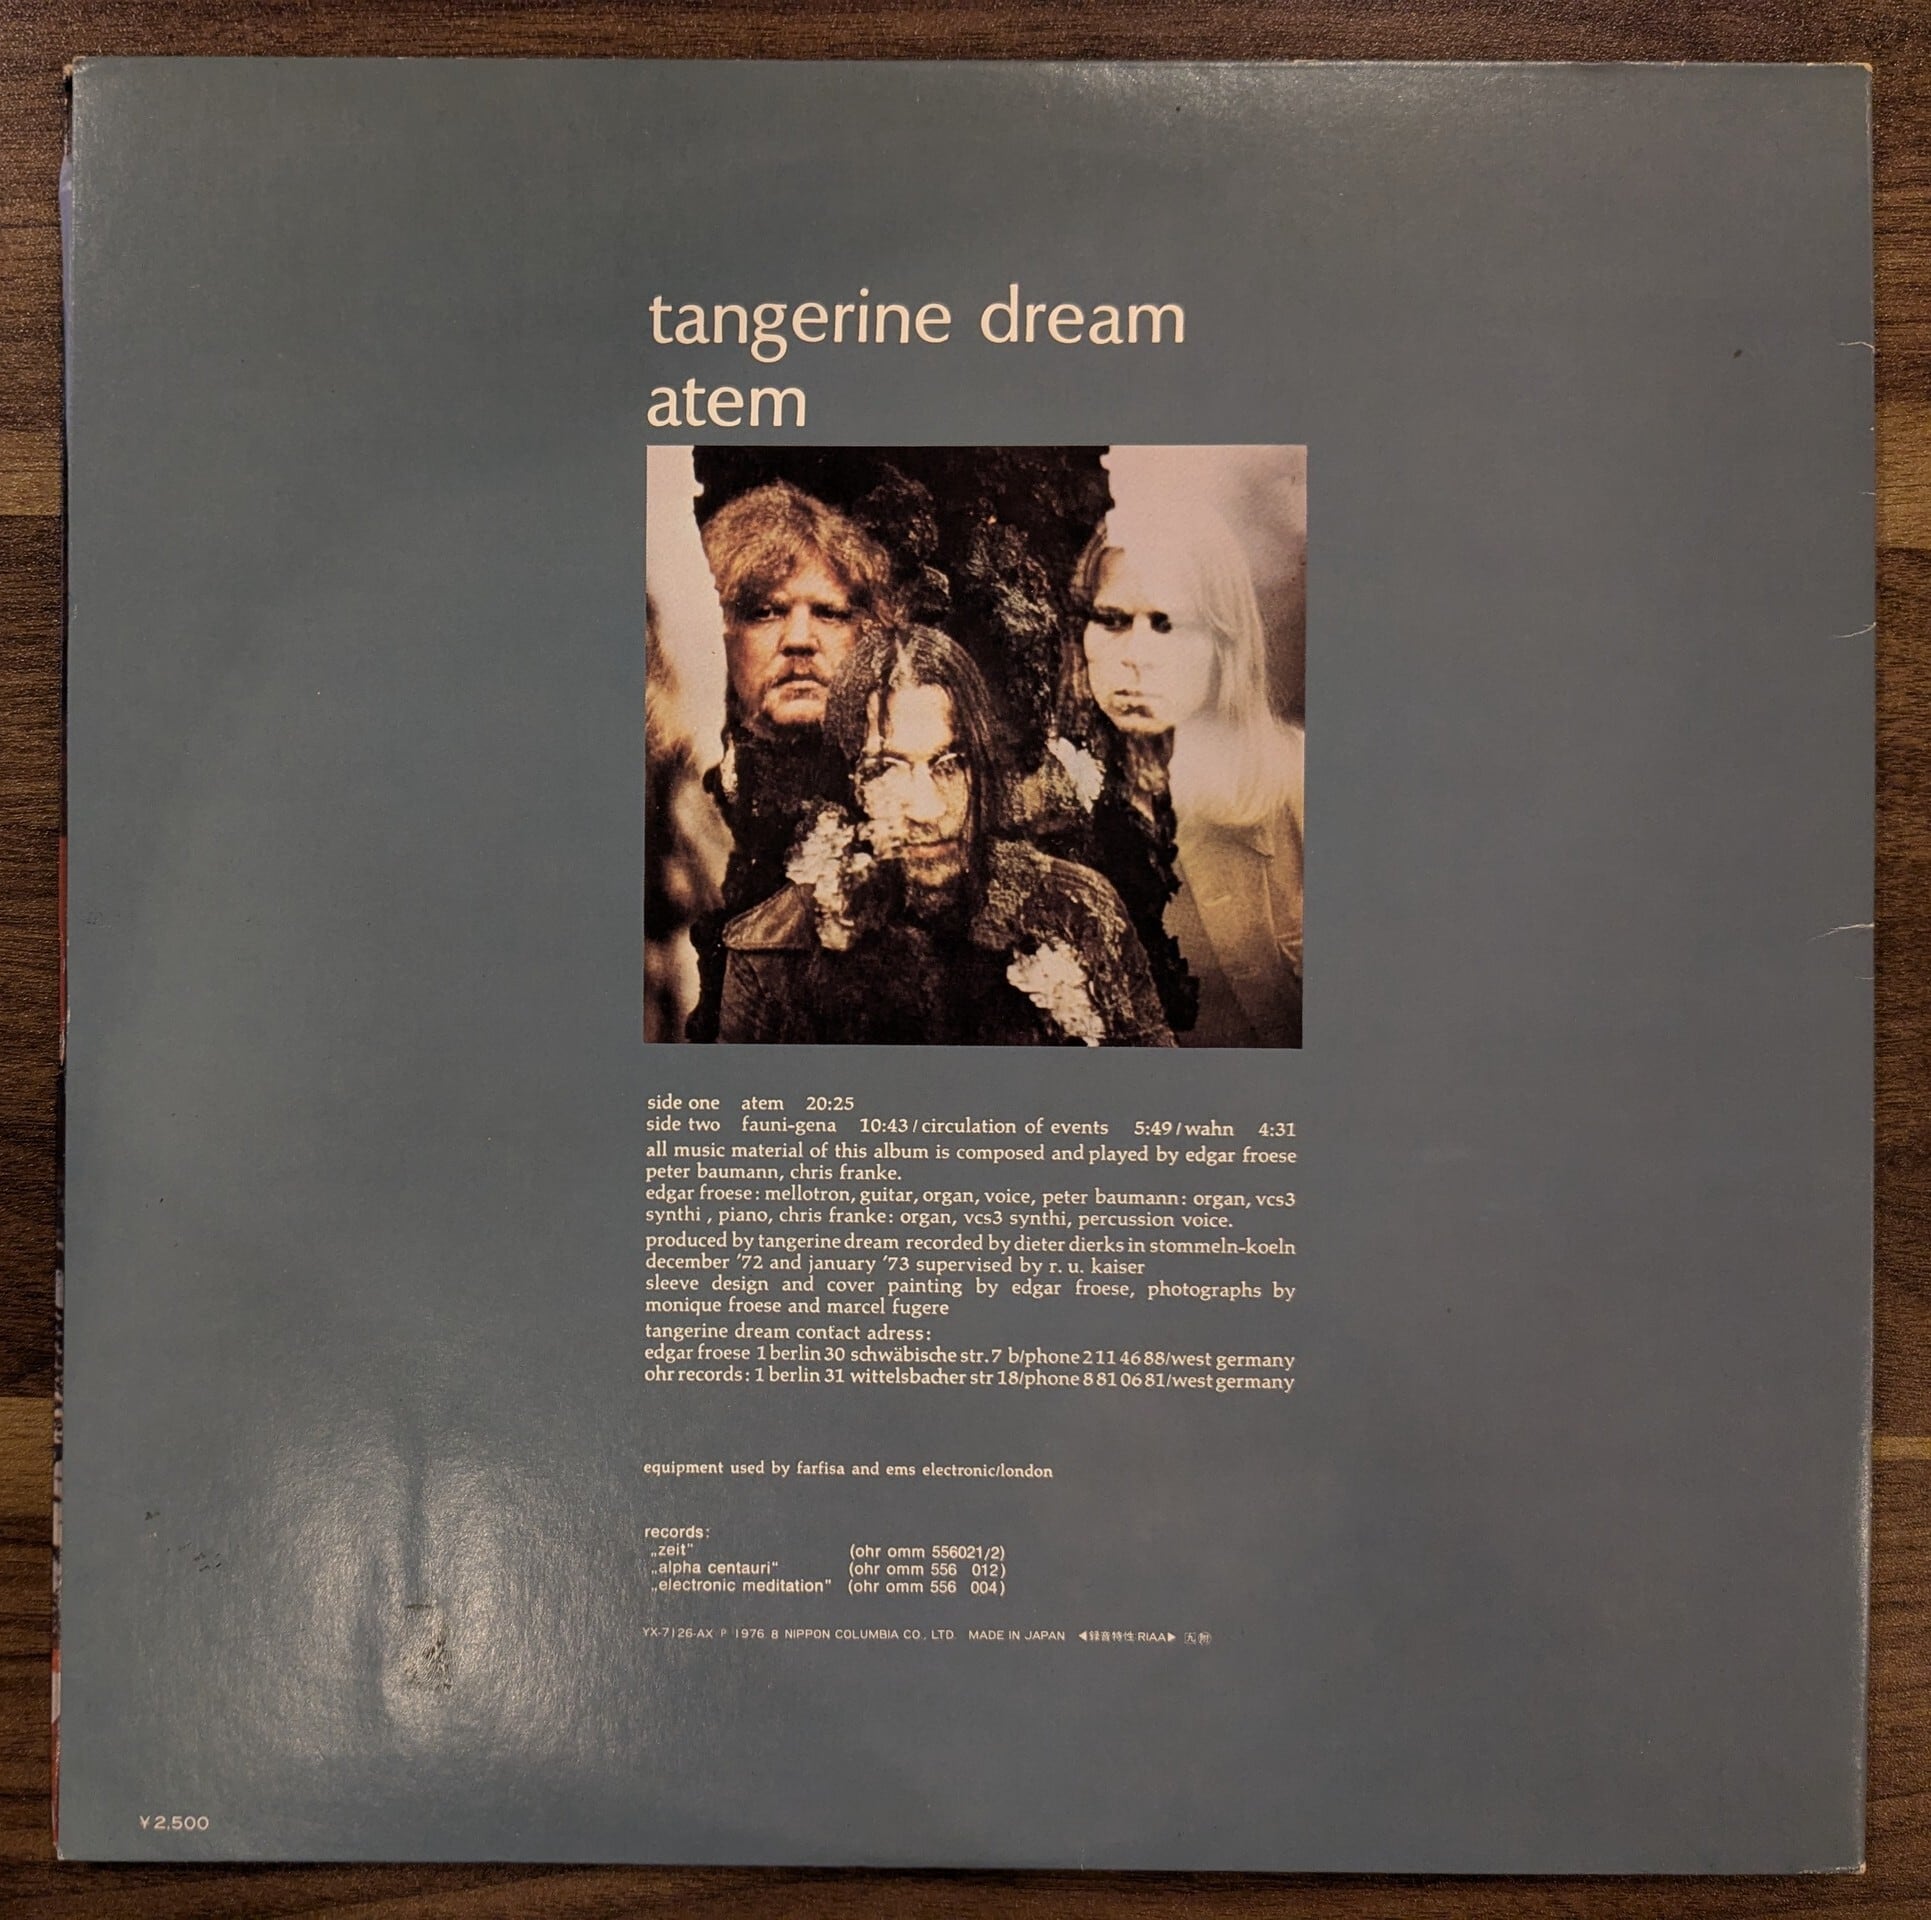 tangerine dream
atem
side one atem 20:25
side two fauni-gena 10:43 / circulation of events 5:49 / wahn 4:31
all music material of this album is composed and played by edgar froese
peter baumann, chris franke.
edgar froese: mellotron, guitar, organ, voice, peter baumann: organ, vcs3
synthi , piano, chris franke: organ, vcs3 synthi, percussion voice.
produced by tangerine dream recorded by dieter dierks in stommeln-koeln
december '72 and january '73 supervised by r. u. kaiser
sleeve design and cover painting by edgar froese, photographs by
monique froese and marcel fugere
tangerine dream contact adress:
edgar froese 1 berlin 30 schwäbische str. 7 b/phone 2 11 46 88/west germany
ohr records: 1 berlin 31 wittelsbacher str 18/phone 8 81 06 81/west germany
equipment used by farfisa and ems electronic/london
records:
„zeit" (ohr omm 556021/2)
„alpha centauri" (ohr omm 556 012)
„electronic meditation" (ohr omm 556 004)
YX-7126-AX P 1976. 8 NIPPON COLUMBIA CO., LTD. MADE IN JAPAN ◀録音特性:RIAA▶
¥2,500